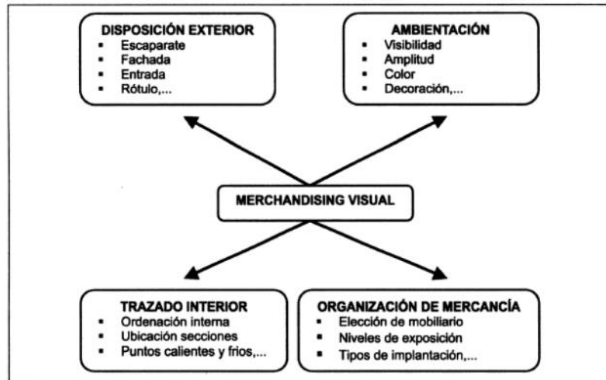 DISPOSICIÓN EXTERIOR
▪ Escaparate
▪ Fachada
▪ Entrada
▪ Rótulo,...
AMBIENTACIÓN
▪ Visibilidad
▪ Amplitud
▪ Color
▪ Decoración,...
MERCHANDISING VISUAL
TRAZADO INTERIOR
▪ Ordenación interna
▪ Ubicación secciones
▪ Puntos calientes y frios,...
ORGANIZACIÓN DE MERCANCÍA
▪ Elección de mobiliario
▪ Niveles de exposición
▪ Tipos de implantación,...